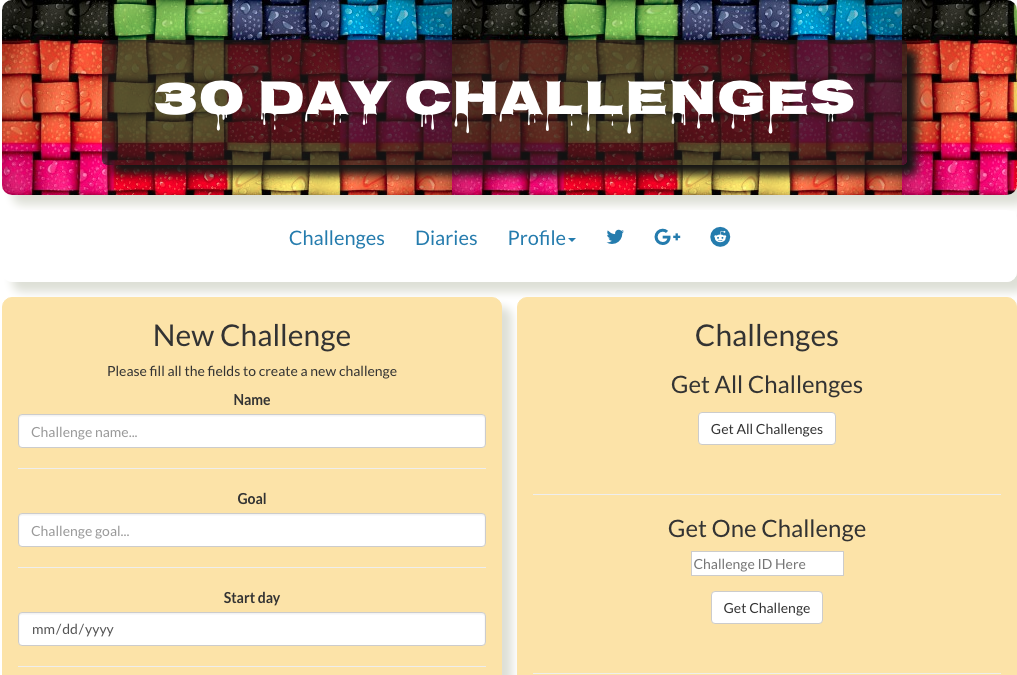 30 DAY CHALLENGES
Challenges Diaries Profile G+
New Challenge
Please fill all the fields to create a new challenge
Name
Challenge name...
Goal
Challenge goal...
Start day
mm/dd/yyyy
Challenges
Get All Challenges
Get All Challenges
Get One Challenge
Challenge ID Here
Get Challenge